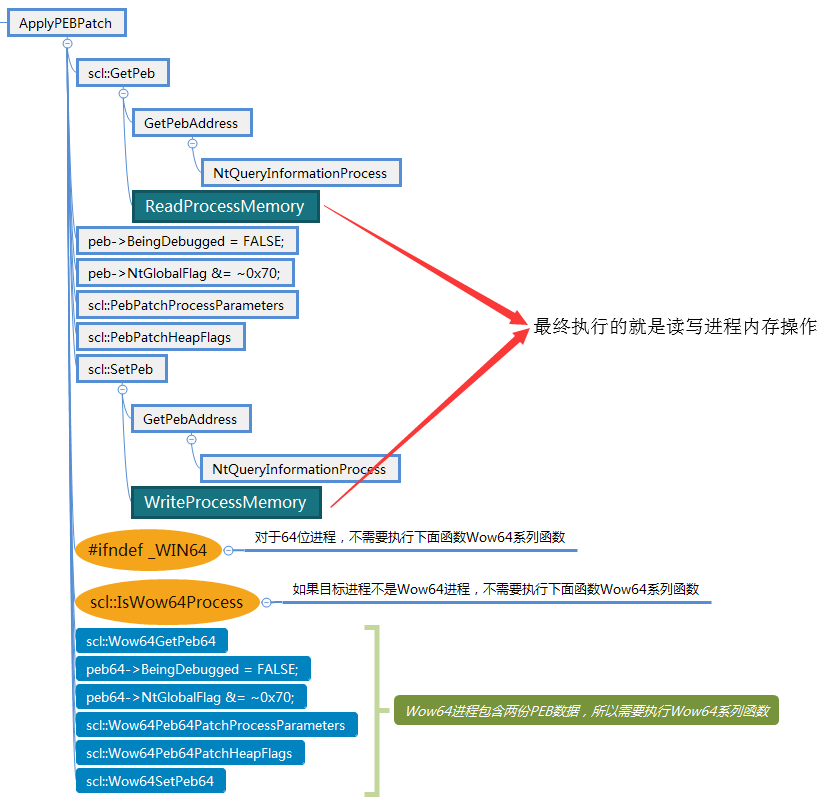 ApplyPEBPatch
scl::GetPeb
GetPebAddress
NtQueryInformationProcess
ReadProcessMemory
peb->BeingDebugged = FALSE;
peb->NtGlobalFlag &= ~0x70;
scl::PebPatchProcessParameters
scl::PebPatchHeapFlags
最终执行的就是读写进程内存操作
scl::SetPeb
GetPebAddress
NtQueryInformationProcess
WriteProcessMemory
#ifndef _WIN64
对于64位进程，不需要执行下面函数Wow64系列函数
scl::IsWow64Process
如果目标进程不是Wow64进程，不需要执行下面函数Wow64系列函数
scl::Wow64GetPeb64
peb64->BeingDebugged = FALSE;
peb64->NtGlobalFlag &= ~0x70;
scl::Wow64Peb64PatchProcessParameters
scl::Wow64Peb64PatchHeapFlags
scl::Wow64SetPeb64
Wow64进程包含两份PEB数据，所以需要执行Wow64系列函数